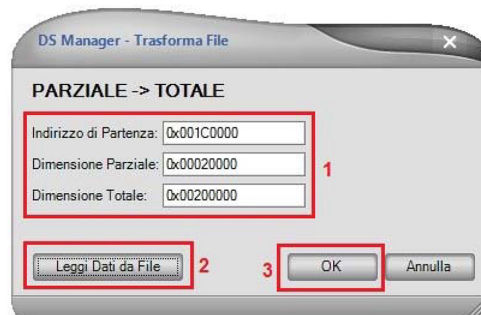 DS Manager - Trasforma File
PARZIALE -> TOTALE
Indirizzo di Partenza: 0x001C0000
Dimensione Parziale: 0x00020000
1
Dimensione Totale: 0x00200000
Leggi Dati da File 2 3 OK Annulla